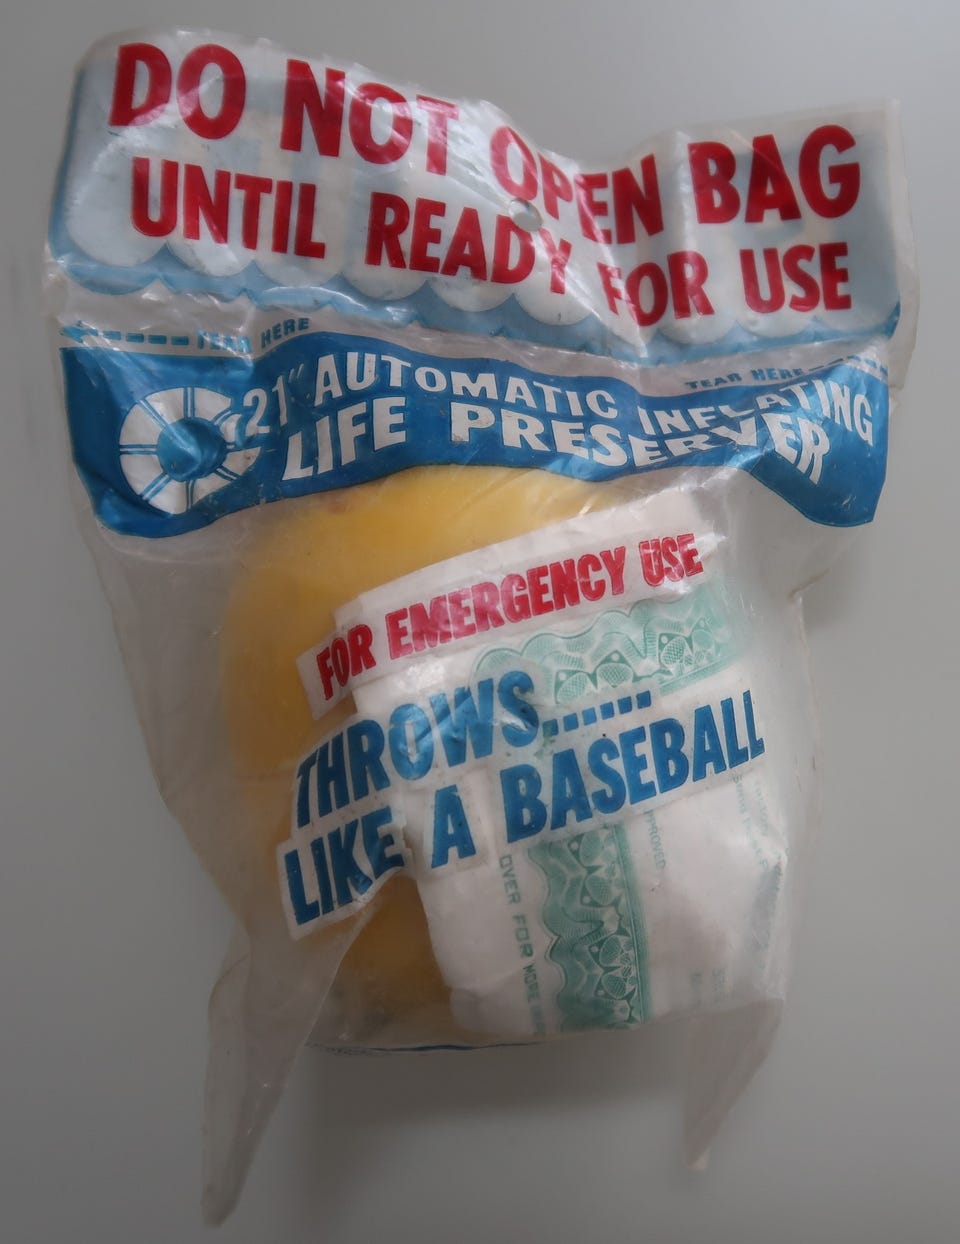 DO NOT OPEN BAG
UNTIL READY FOR USE
TEAR HERE
TEAR HERE
21" AUTOMATIC INFLATING
LIFE PRESERVER
FOR EMERGENCY USE
THROWS......
LIKE A BASEBALL
OVER FOR MORE